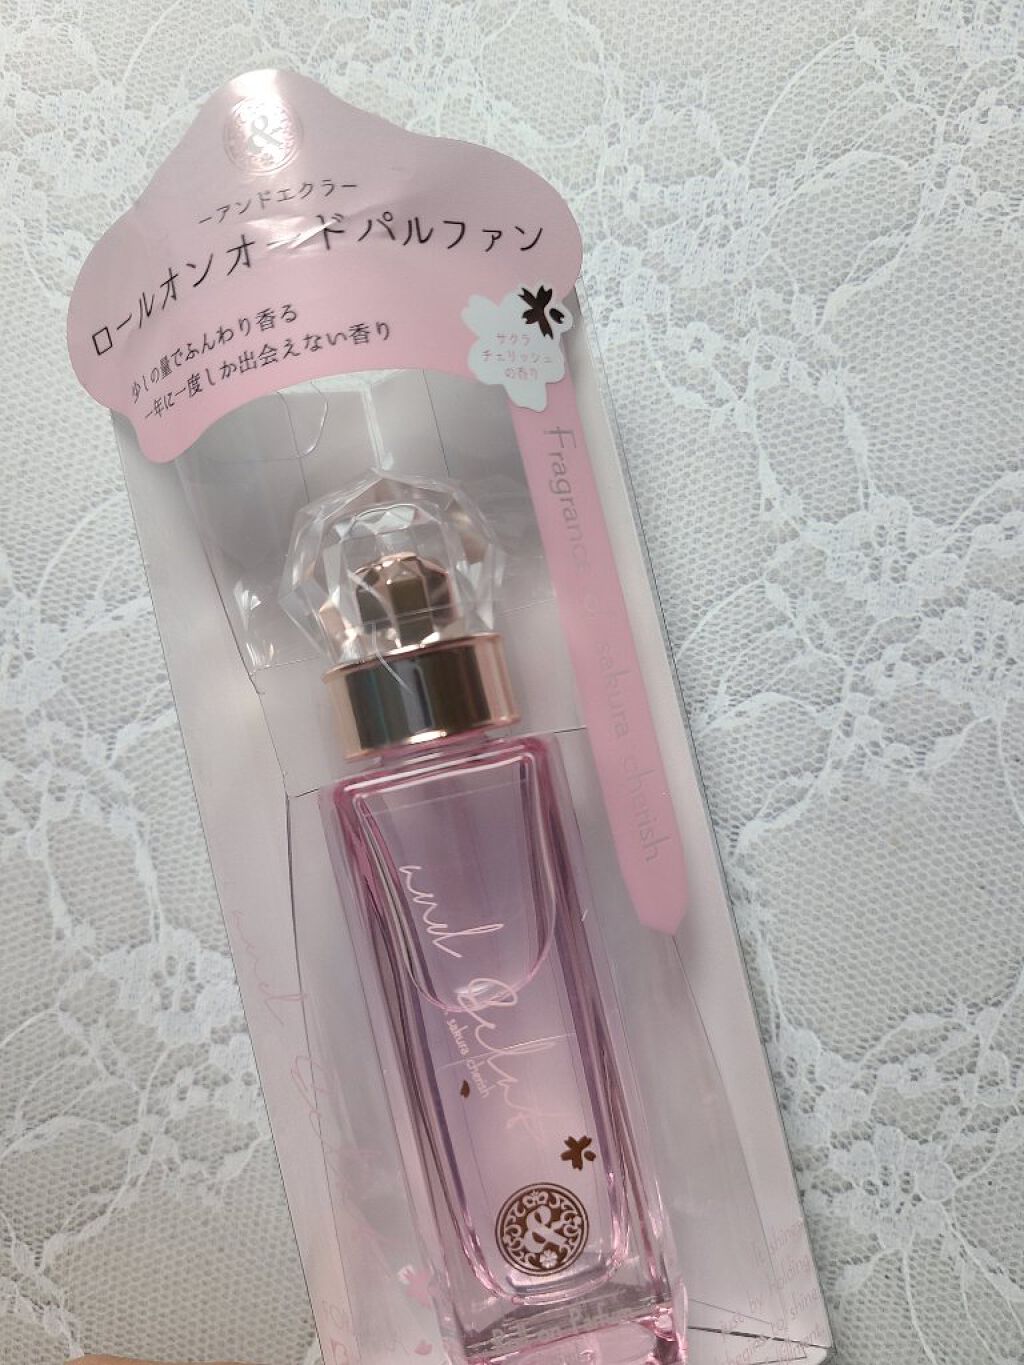 &
ーアンドエクラー
ロールオンオードパルファン
少しの量でふんわり香る
一年に一度しか出会えない香り
サクラ
チェリッシュ
の香り
Fragrance of sakura cherish
and Eclat
sakura cherish
&